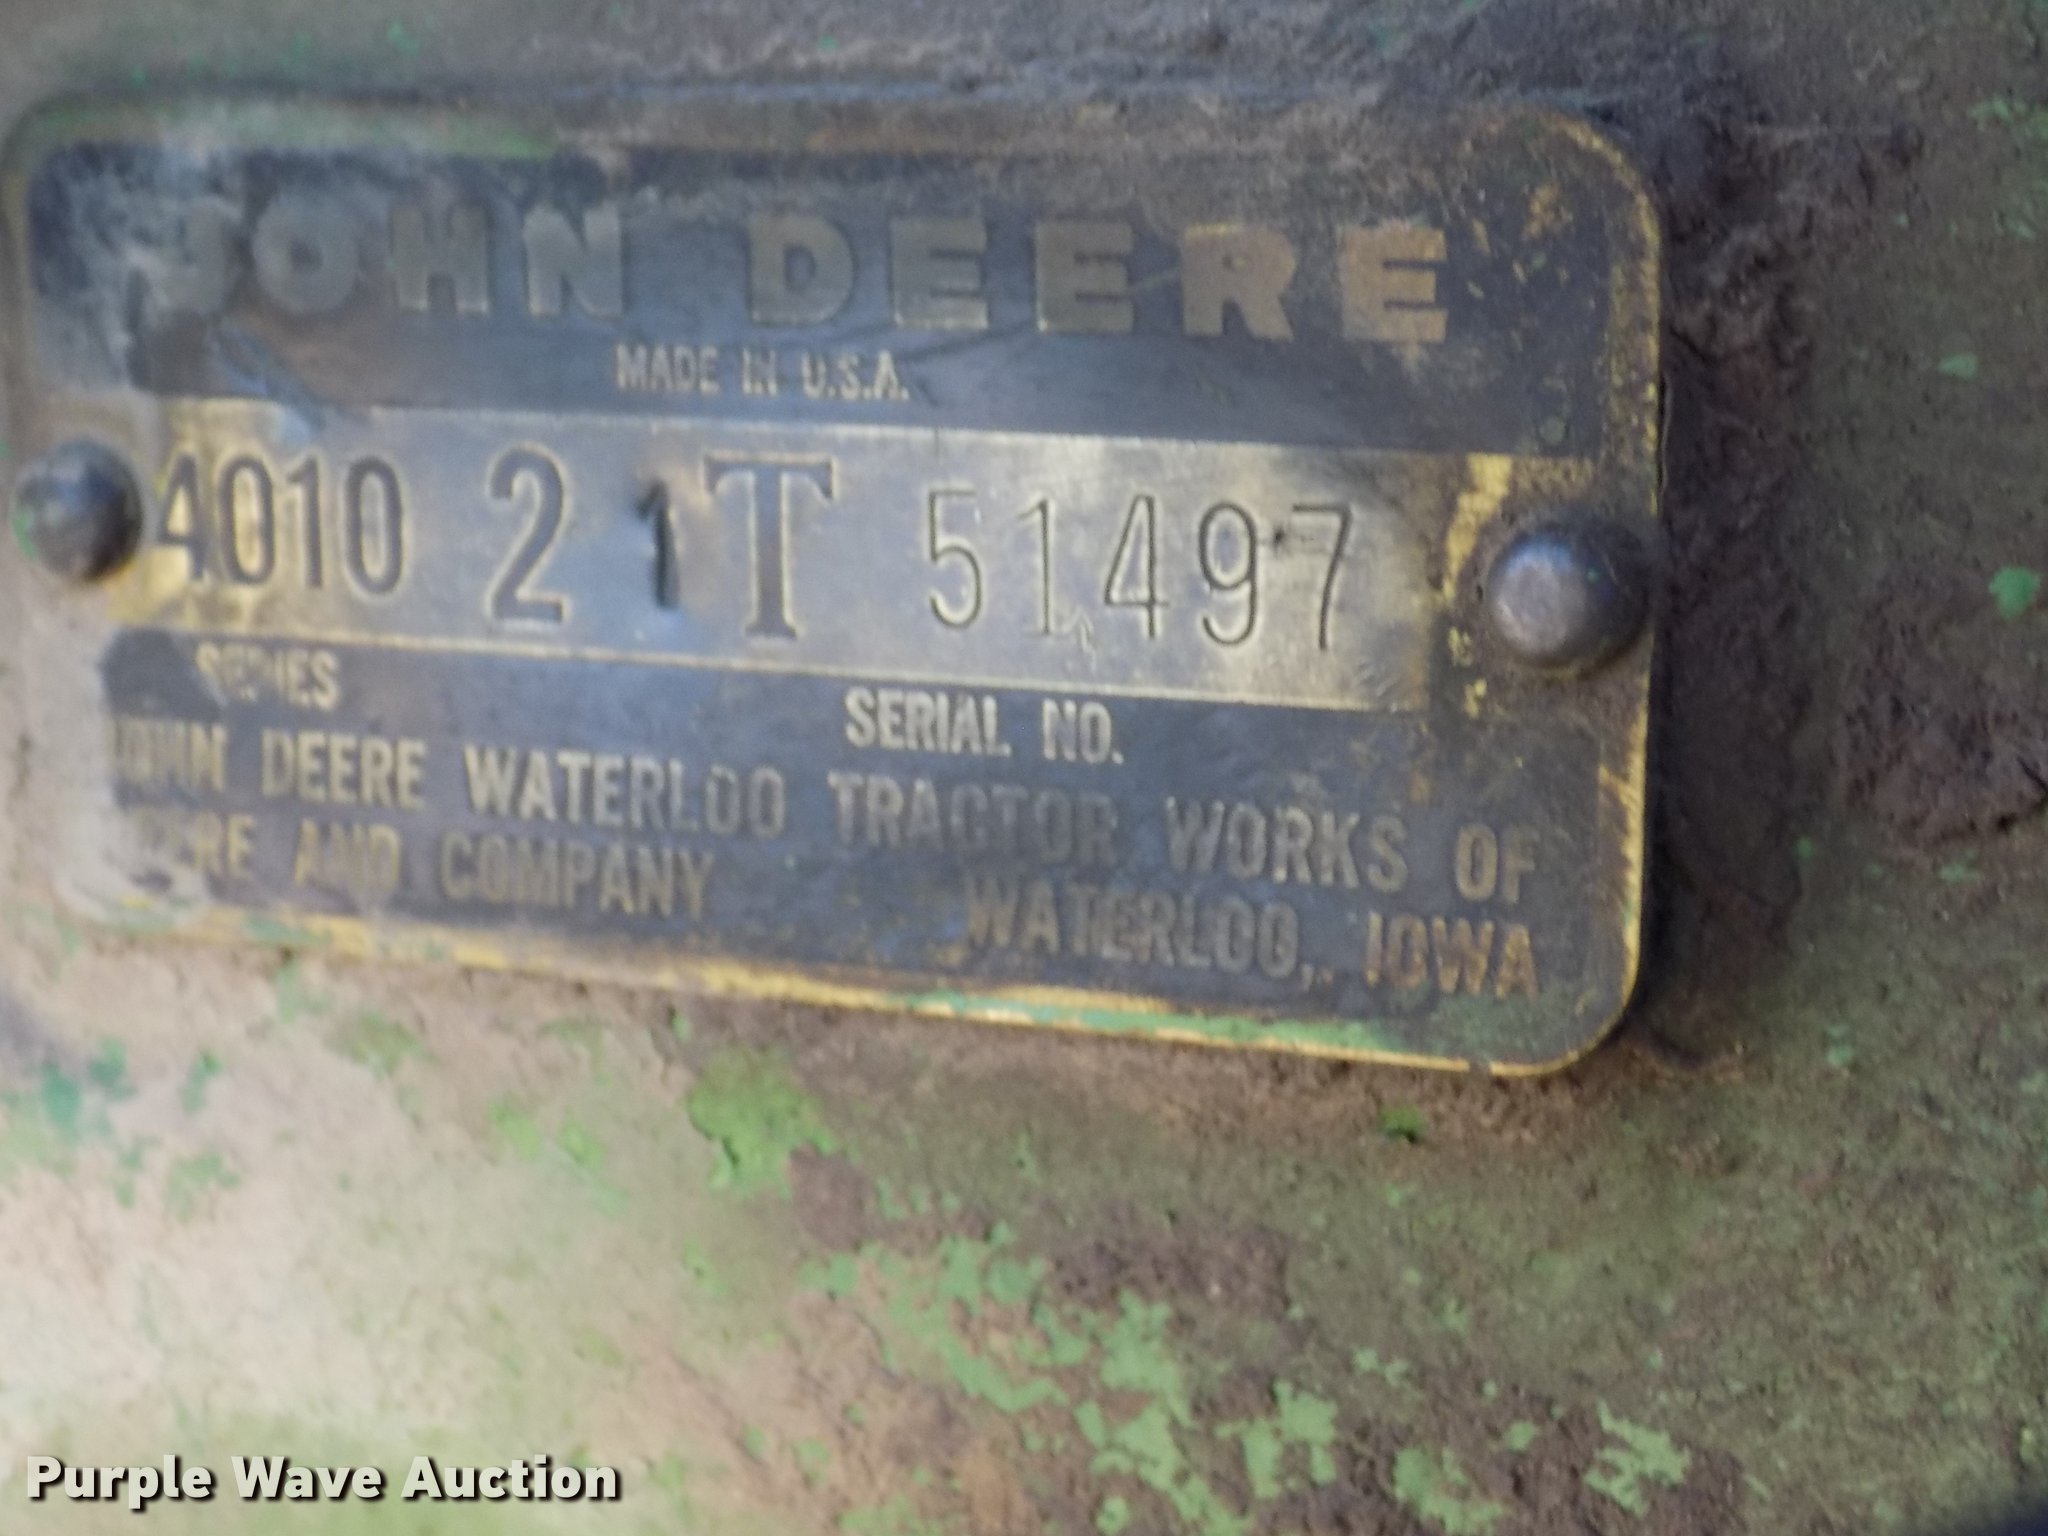 JOHN DEERE
MADE IN U.S.A.
4010 2 1T 51497
SERIES
SERIAL NO.
JOHN DEERE WATERLOO TRACTOR WORKS OF
DEERE AND COMPANY WATERLOO, IOWA
Purple Wave Auction